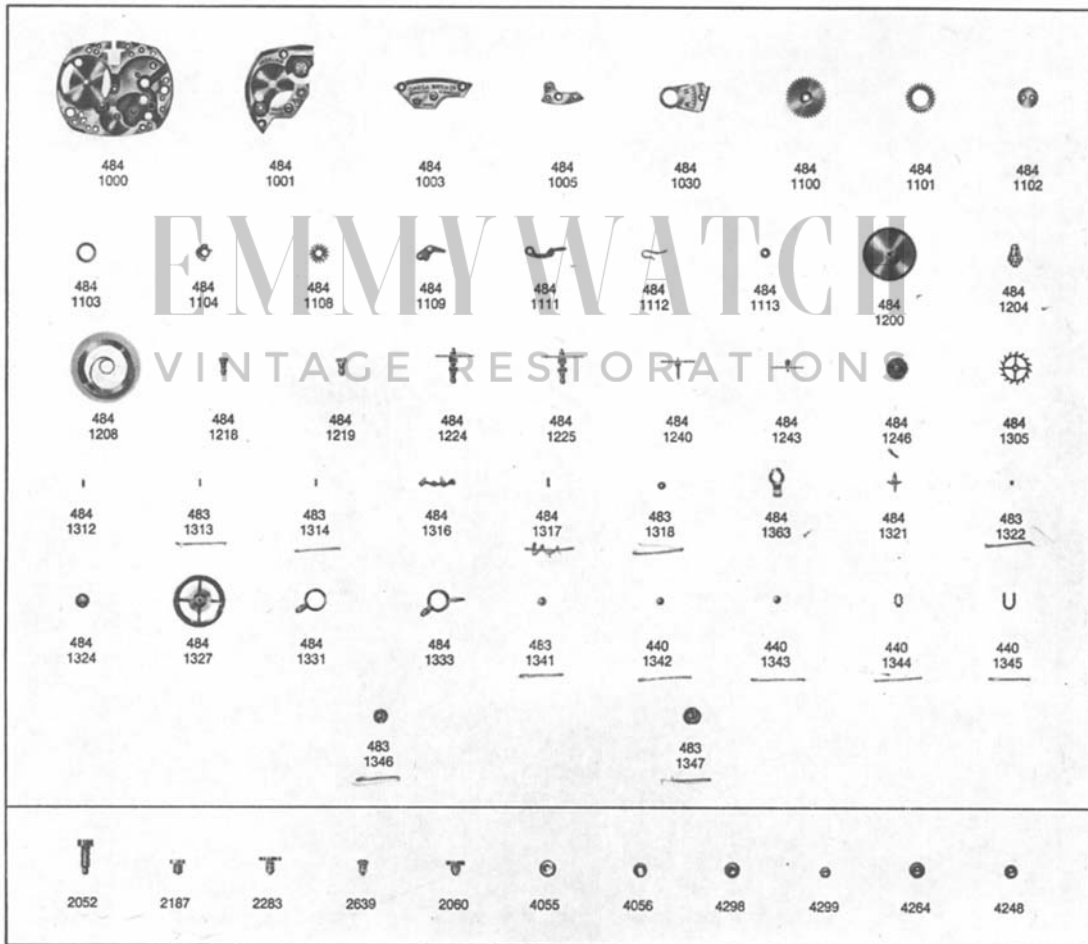 484 484 484 484 484 484 484 484
1000 1001 1003 1005 1030 1100 1101 1102
EMMY WATCH
484 484 484 484 484 484 484 484 484
1103 1104 1108 1109 1111 1112 1113 1200 1204
VINTAGE RESTORATIONS
484 484 484 484 484 484 484 484 484
1208 1218 1219 1224 1225 1240 1243 1246 1305
484 483 483 484 484 483 484 484 483
1312 1313 1314 1316 1317 1318 1363 1321 1322
484 484 484 484 483 440 440 440 440
1324 1327 1331 1333 1341 1342 1343 1344 1345
483 483
1346 1347
2052 2187 2283 2639 2060 4055 4056 4298 4299 4264 4248